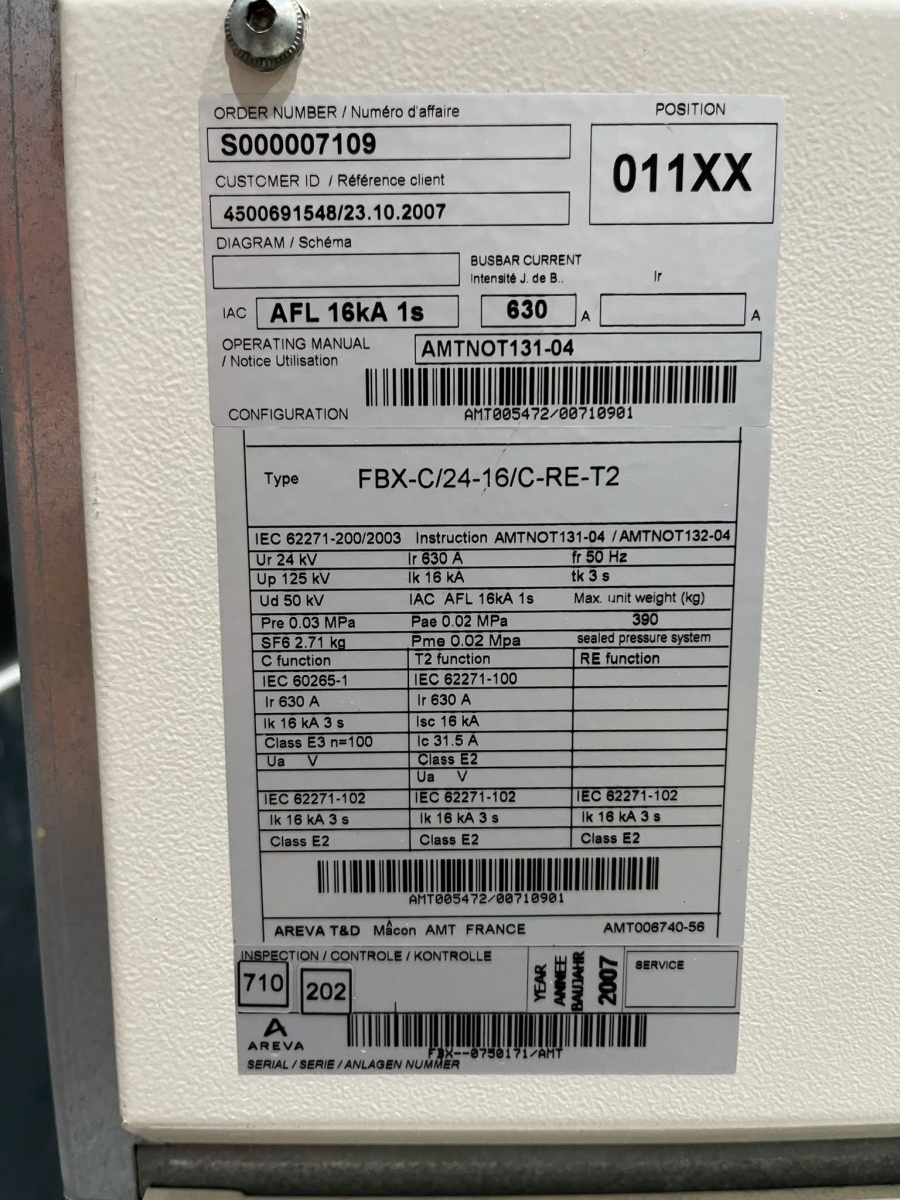 ORDER NUMBER / Numéro d'affaire POSITION
S000007109
011XX
CUSTOMER ID / Référence client
4500691548/23.10.2007
DIAGRAM / Schéma
BUSBAR CURRENT
Intensité J. de B.. Ir
IAC AFL 16kA 1s 630 A A
OPERATING MANUAL
/ Notice Utilisation
AMTNOT131-04
CONFIGURATION AMT005472/00710901
Type FBX-C/24-16/C-RE-T2
IEC 62271-200/2003 Instruction AMTNOT131-04 / AMTNOT132-04
Ur 24 kV Ir 630 A fr 50 Hz
Up 125 kV Ik 16 kA tk 3 s
Ud 50 kV IAC AFL 16kA 1s Max. unit weight (kg)
Pre 0.03 MPa Pae 0.02 MPa 390
SF6 2.71 kg Pme 0.02 Mpa sealed pressure system
C function T2 function RE function
IEC 60265-1 IEC 62271-100
Ir 630 A Ir 630 A
Ik 16 kA 3 s Isc 16 kA
Class E3 n=100 Ic 31.5 A
Ua V Class E2
Ua V
IEC 62271-102 IEC 62271-102 IEC 62271-102
Ik 16 kA 3 s Ik 16 kA 3 s Ik 16 kA 3 s
Class E2 Class E2 Class E2
AMT005472/00710901
AREVA T&D Mâcon AMT FRANCE AMT006740-56
INSPECTION / CONTROLE / KONTROLLE
710 202
YEAR
ANNEE
BAUJAHR
2007
SERVICE
AREVA
FBX--0750171/AMT
SERIAL / SERIE / ANLAGEN NUMMER